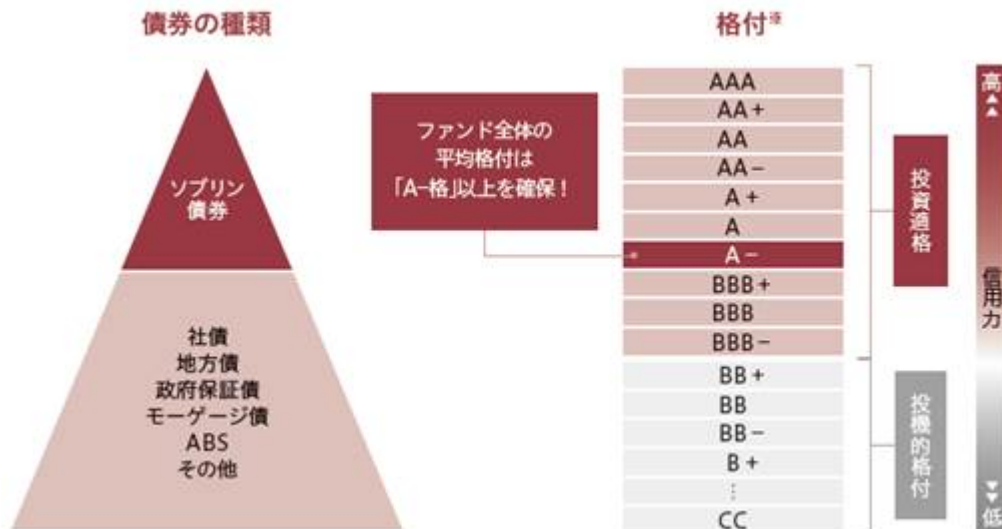 債券の種類
ソブリン
債券
社債
地方債
政府保証債
モーゲージ債
ABS
その他
格付※
ファンド全体の
平均格付は
「A−格」以上を確保！
AAA
AA+
AA
AA−
A+
A
A−
BBB+
BBB
BBB−
BB+
BB
BB−
B+
⋮
CC
投資適格
投機的格付
高
信用力
低